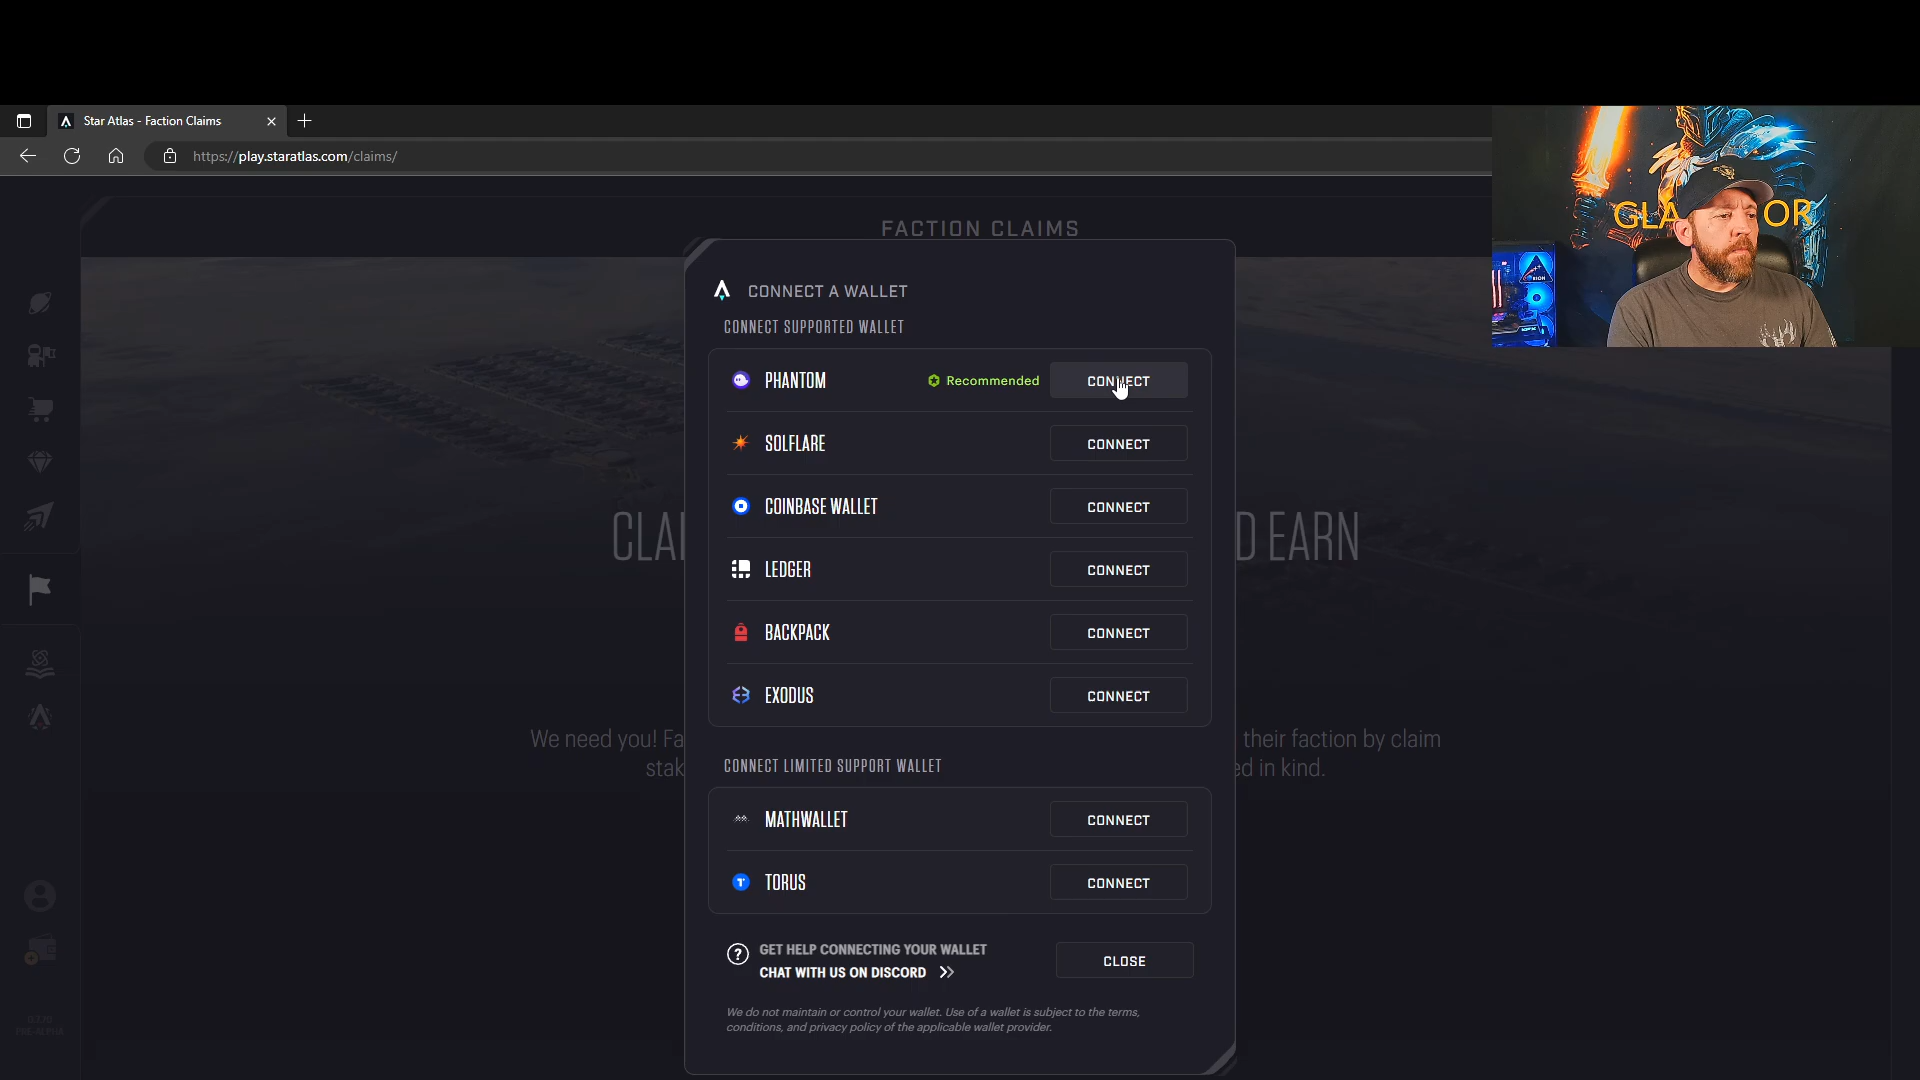 Star Atlas - Faction Claims
https://play.staratlas.com/claims/
GLA OR
FACTION CLAIMS
CONNECT A WALLET
CONNECT SUPPORTED WALLET
PHANTOM Recommended CONNECT
SOLFLARE CONNECT
COINBASE WALLET CONNECT
LEDGER CONNECT
BACKPACK CONNECT
EXODUS CONNECT
CLAI D EARN
We need you! Fa their faction by claim
stak ed in kind.
CONNECT LIMITED SUPPORT WALLET
MATHWALLET CONNECT
TORUS CONNECT
GET HELP CONNECTING YOUR WALLET
CHAT WITH US ON DISCORD
CLOSE
We do not maintain or control your wallet. Use of a wallet is subject to the terms,
conditions, and privacy policy of the applicable wallet provider.
PRE-ALPHA